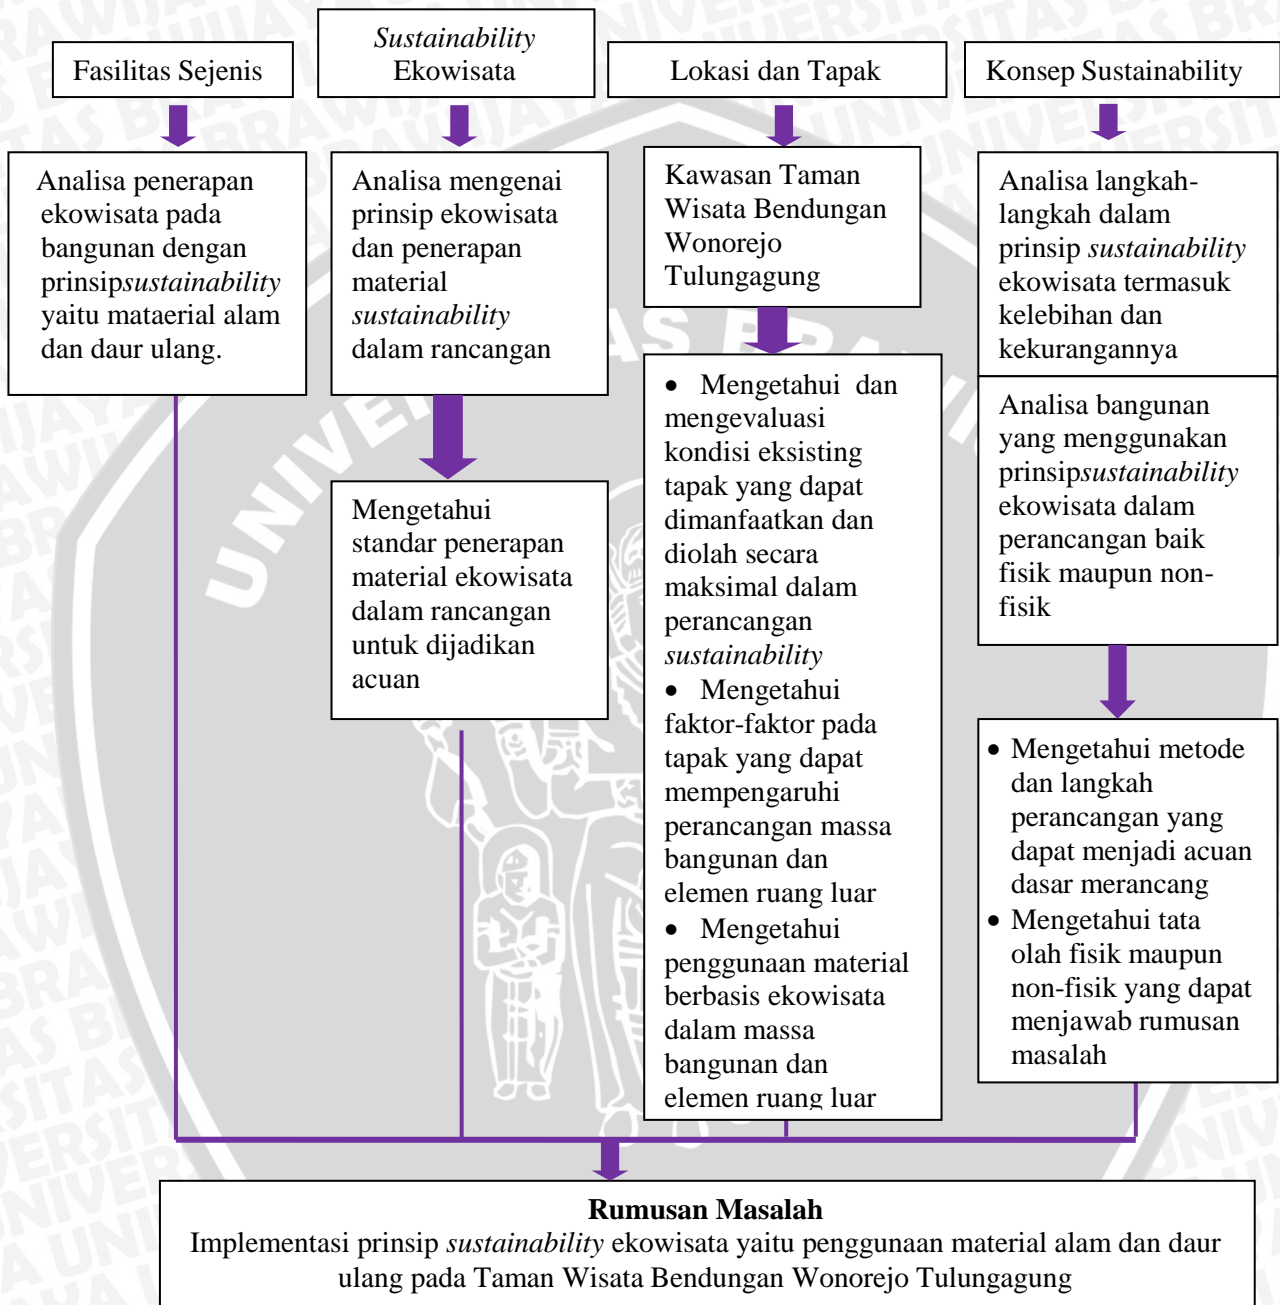 Fasilitas Sejenis
Sustainability
Ekowisata
Lokasi dan Tapak
Konsep Sustainability
Analisa penerapan
ekowisata pada
bangunan dengan
prinsipsustainability
yaitu mataerial alam
dan daur ulang.
Analisa mengenai
prinsip ekowisata
dan penerapan
material
sustainability
dalam rancangan
Mengetahui
standar penerapan
material ekowisata
dalam rancangan
untuk dijadikan
acuan
Kawasan Taman
Wisata Bendungan
Wonorejo
Tulungagung
• Mengetahui dan
mengevaluasi
kondisi eksisting
tapak yang dapat
dimanfaatkan dan
diolah secara
maksimal dalam
perancangan
sustainability
• Mengetahui
faktor-faktor pada
tapak yang dapat
mempengaruhi
perancangan massa
bangunan dan
elemen ruang luar
• Mengetahui
penggunaan material
berbasis ekowisata
dalam massa
bangunan dan
elemen ruang luar
Analisa langkah-
langkah dalam
prinsip sustainability
ekowisata termasuk
kelebihan dan
kekurangannya
Analisa bangunan
yang menggunakan
prinsipsustainability
ekowisata dalam
perancangan baik
fisik maupun non-
fisik
• Mengetahui metode
dan langkah
perancangan yang
dapat menjadi acuan
dasar merancang
• Mengetahui tata
olah fisik maupun
non-fisik yang dapat
menjawab rumusan
masalah
Rumusan Masalah
Implementasi prinsip sustainability ekowisata yaitu penggunaan material alam dan daur
ulang pada Taman Wisata Bendungan Wonorejo Tulungagung